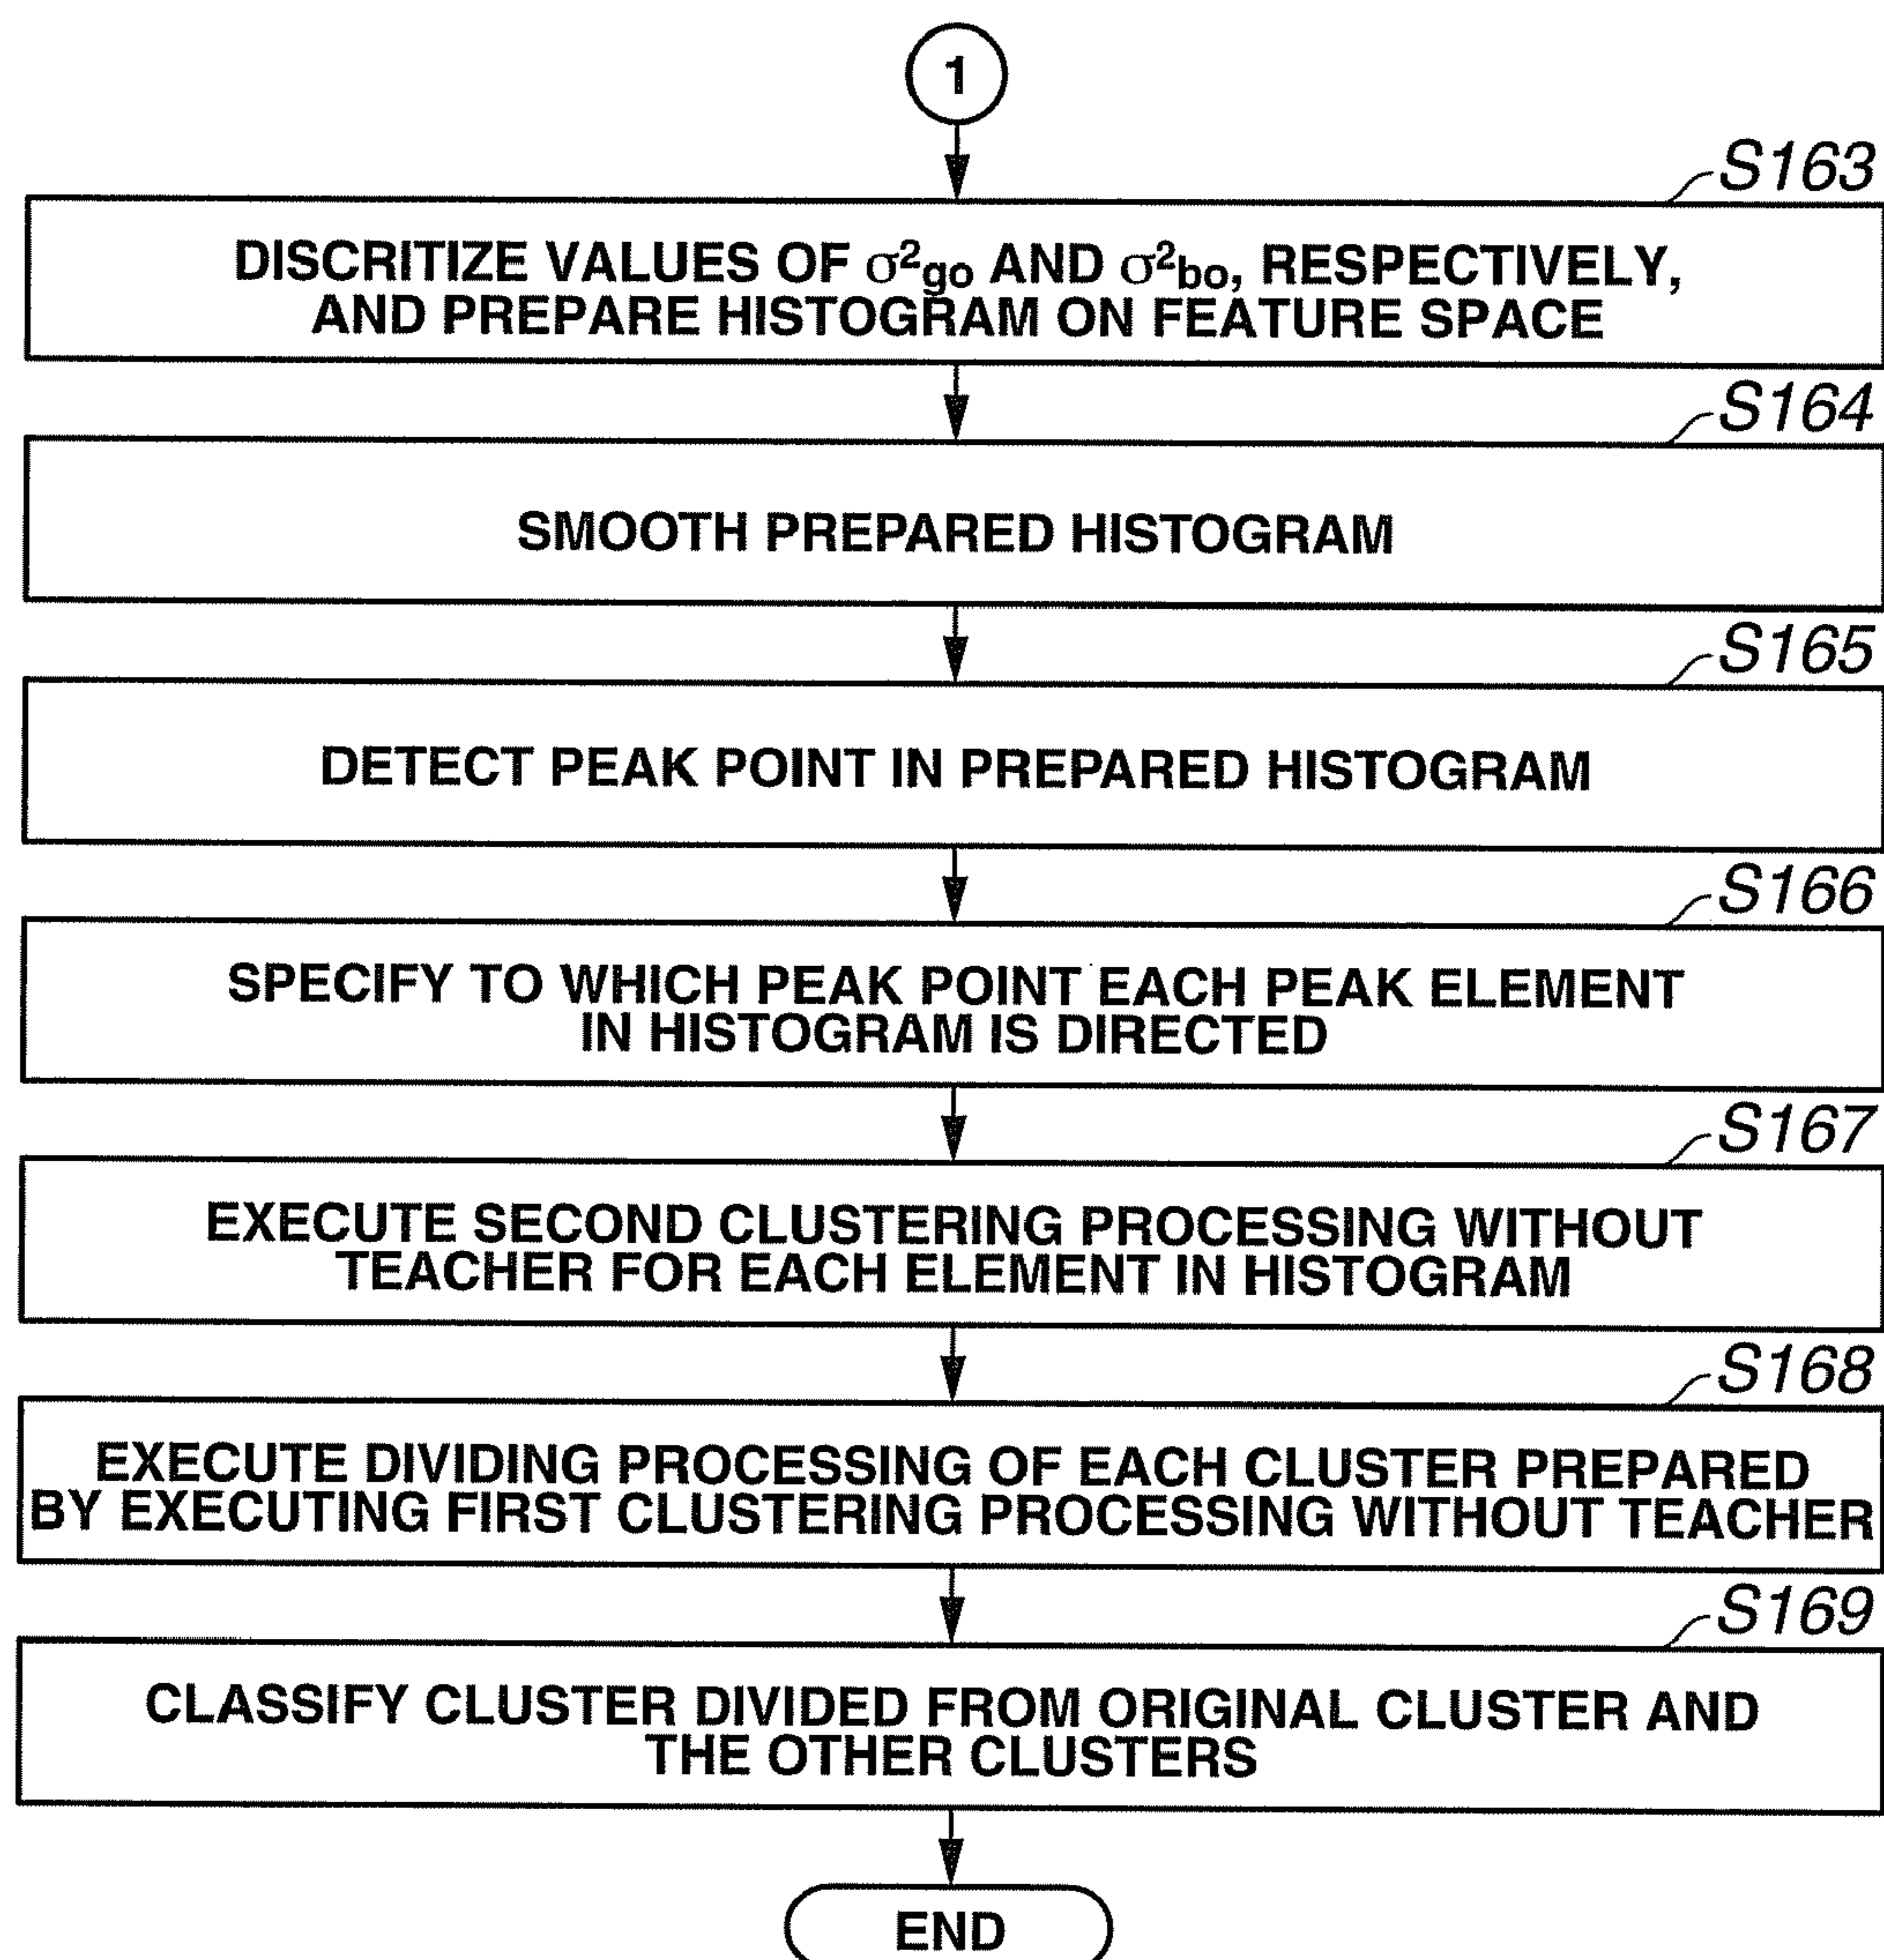 1
S163
DISCRITIZE VALUES OF σ²go AND σ²bo, RESPECTIVELY,
AND PREPARE HISTOGRAM ON FEATURE SPACE
S164
SMOOTH PREPARED HISTOGRAM
S165
DETECT PEAK POINT IN PREPARED HISTOGRAM
S166
SPECIFY TO WHICH PEAK POINT EACH PEAK ELEMENT
IN HISTOGRAM IS DIRECTED
S167
EXECUTE SECOND CLUSTERING PROCESSING WITHOUT
TEACHER FOR EACH ELEMENT IN HISTOGRAM
S168
EXECUTE DIVIDING PROCESSING OF EACH CLUSTER PREPARED
BY EXECUTING FIRST CLUSTERING PROCESSING WITHOUT TEACHER
S169
CLASSIFY CLUSTER DIVIDED FROM ORIGINAL CLUSTER AND
THE OTHER CLUSTERS
END